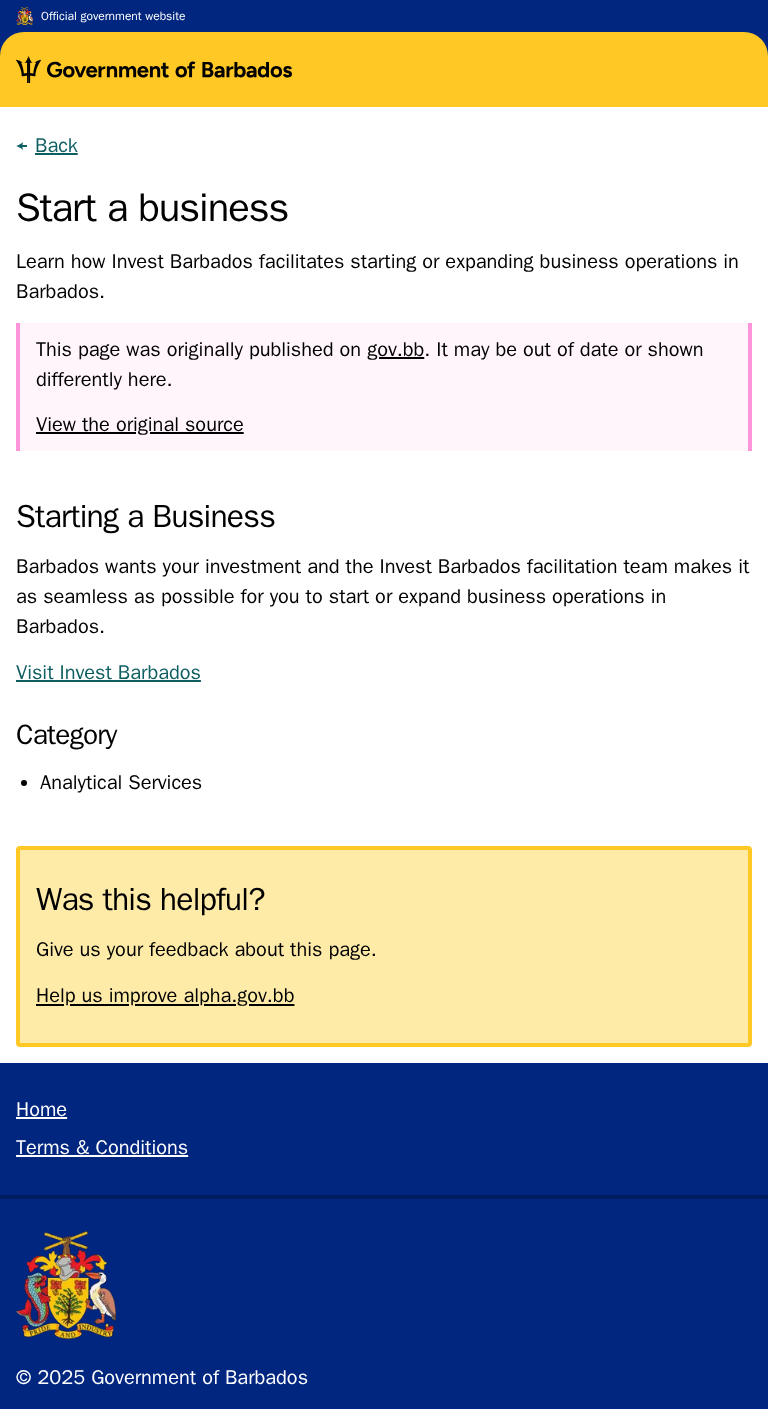 Official government website
Government of Barbados
Back
Start a business
Learn how Invest Barbados facilitates starting or expanding business operations in
Barbados.
This page was originally published on gov.bb. It may be out of date or shown
differently here.
View the original source
Starting a Business
Barbados wants your investment and the Invest Barbados facilitation team makes it
as seamless as possible for you to start or expand business operations in
Barbados.
Visit Invest Barbados
Category
• Analytical Services
Was this helpful?
Give us your feedback about this page.
Help us improve alpha.gov.bb
Home
Terms & Conditions
PRIDE AND INDUSTRY
© 2025 Government of Barbados